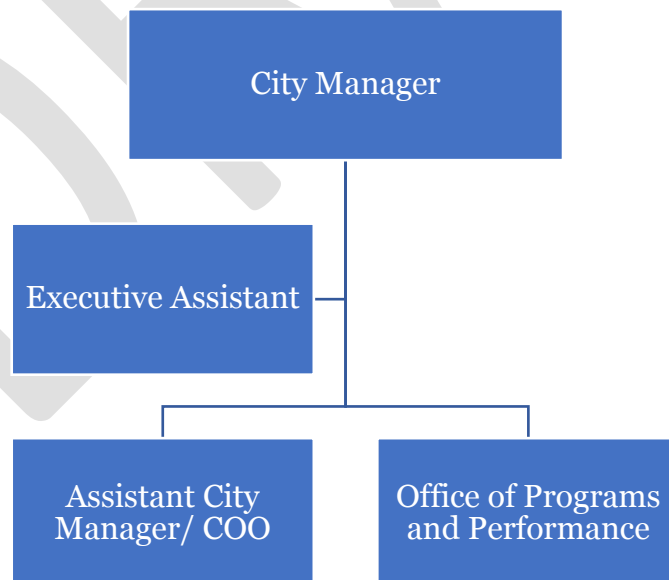 City Manager
Executive Assistant
Assistant City
Manager/ COO
Office of Programs
and Performance